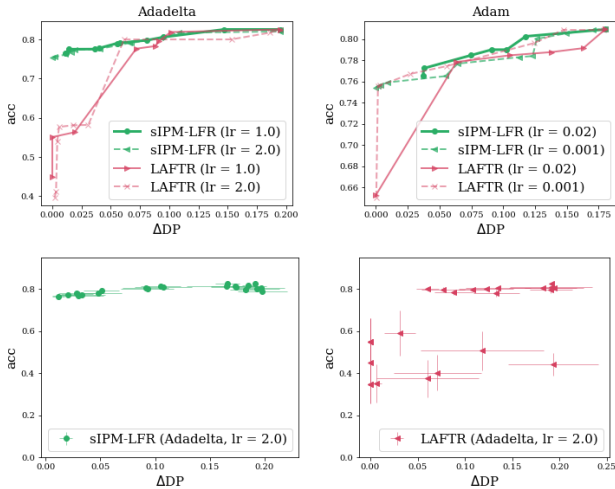 Adadelta
acc
0.8
0.7
0.6
0.5
0.4
0.000 0.025 0.050 0.075 0.100 0.125 0.150 0.175 0.200
ΔDP
sIPM-LFR (lr = 1.0)
sIPM-LFR (lr = 2.0)
LAFTR (lr = 1.0)
LAFTR (lr = 2.0)
Adam
acc
0.80
0.78
0.76
0.74
0.72
0.70
0.68
0.66
0.000 0.025 0.050 0.075 0.100 0.125 0.150 0.175
ΔDP
sIPM-LFR (lr = 0.02)
sIPM-LFR (lr = 0.001)
LAFTR (lr = 0.02)
LAFTR (lr = 0.001)
acc
1.0
0.8
0.6
0.4
0.2
0.0
0.00 0.05 0.10 0.15 0.20
ΔDP
sIPM-LFR (Adadelta, lr = 2.0)
acc
1.0
0.8
0.6
0.4
0.2
0.0
0.00 0.05 0.10 0.15 0.20 0.25
ΔDP
LAFTR (Adadelta, lr = 2.0)